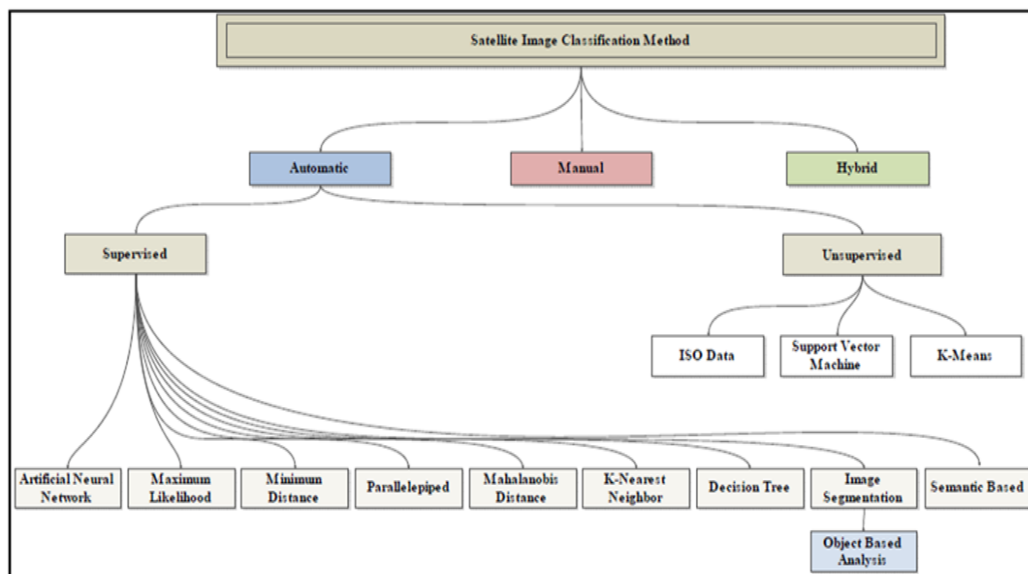 Satellite Image Classification Method
Automatic
Manual
Hybrid
Supervised
Unsupervised
ISO Data
Support Vector
Machine
K-Means
Artificial Neural
Network
Maximum
Likelihood
Minimum
Distance
Parallelepiped
Mahalanobis
Distance
K-Nearest
Neighbor
Decision Tree
Image
Segmentation
Semantic Based
Object Based
Analysis